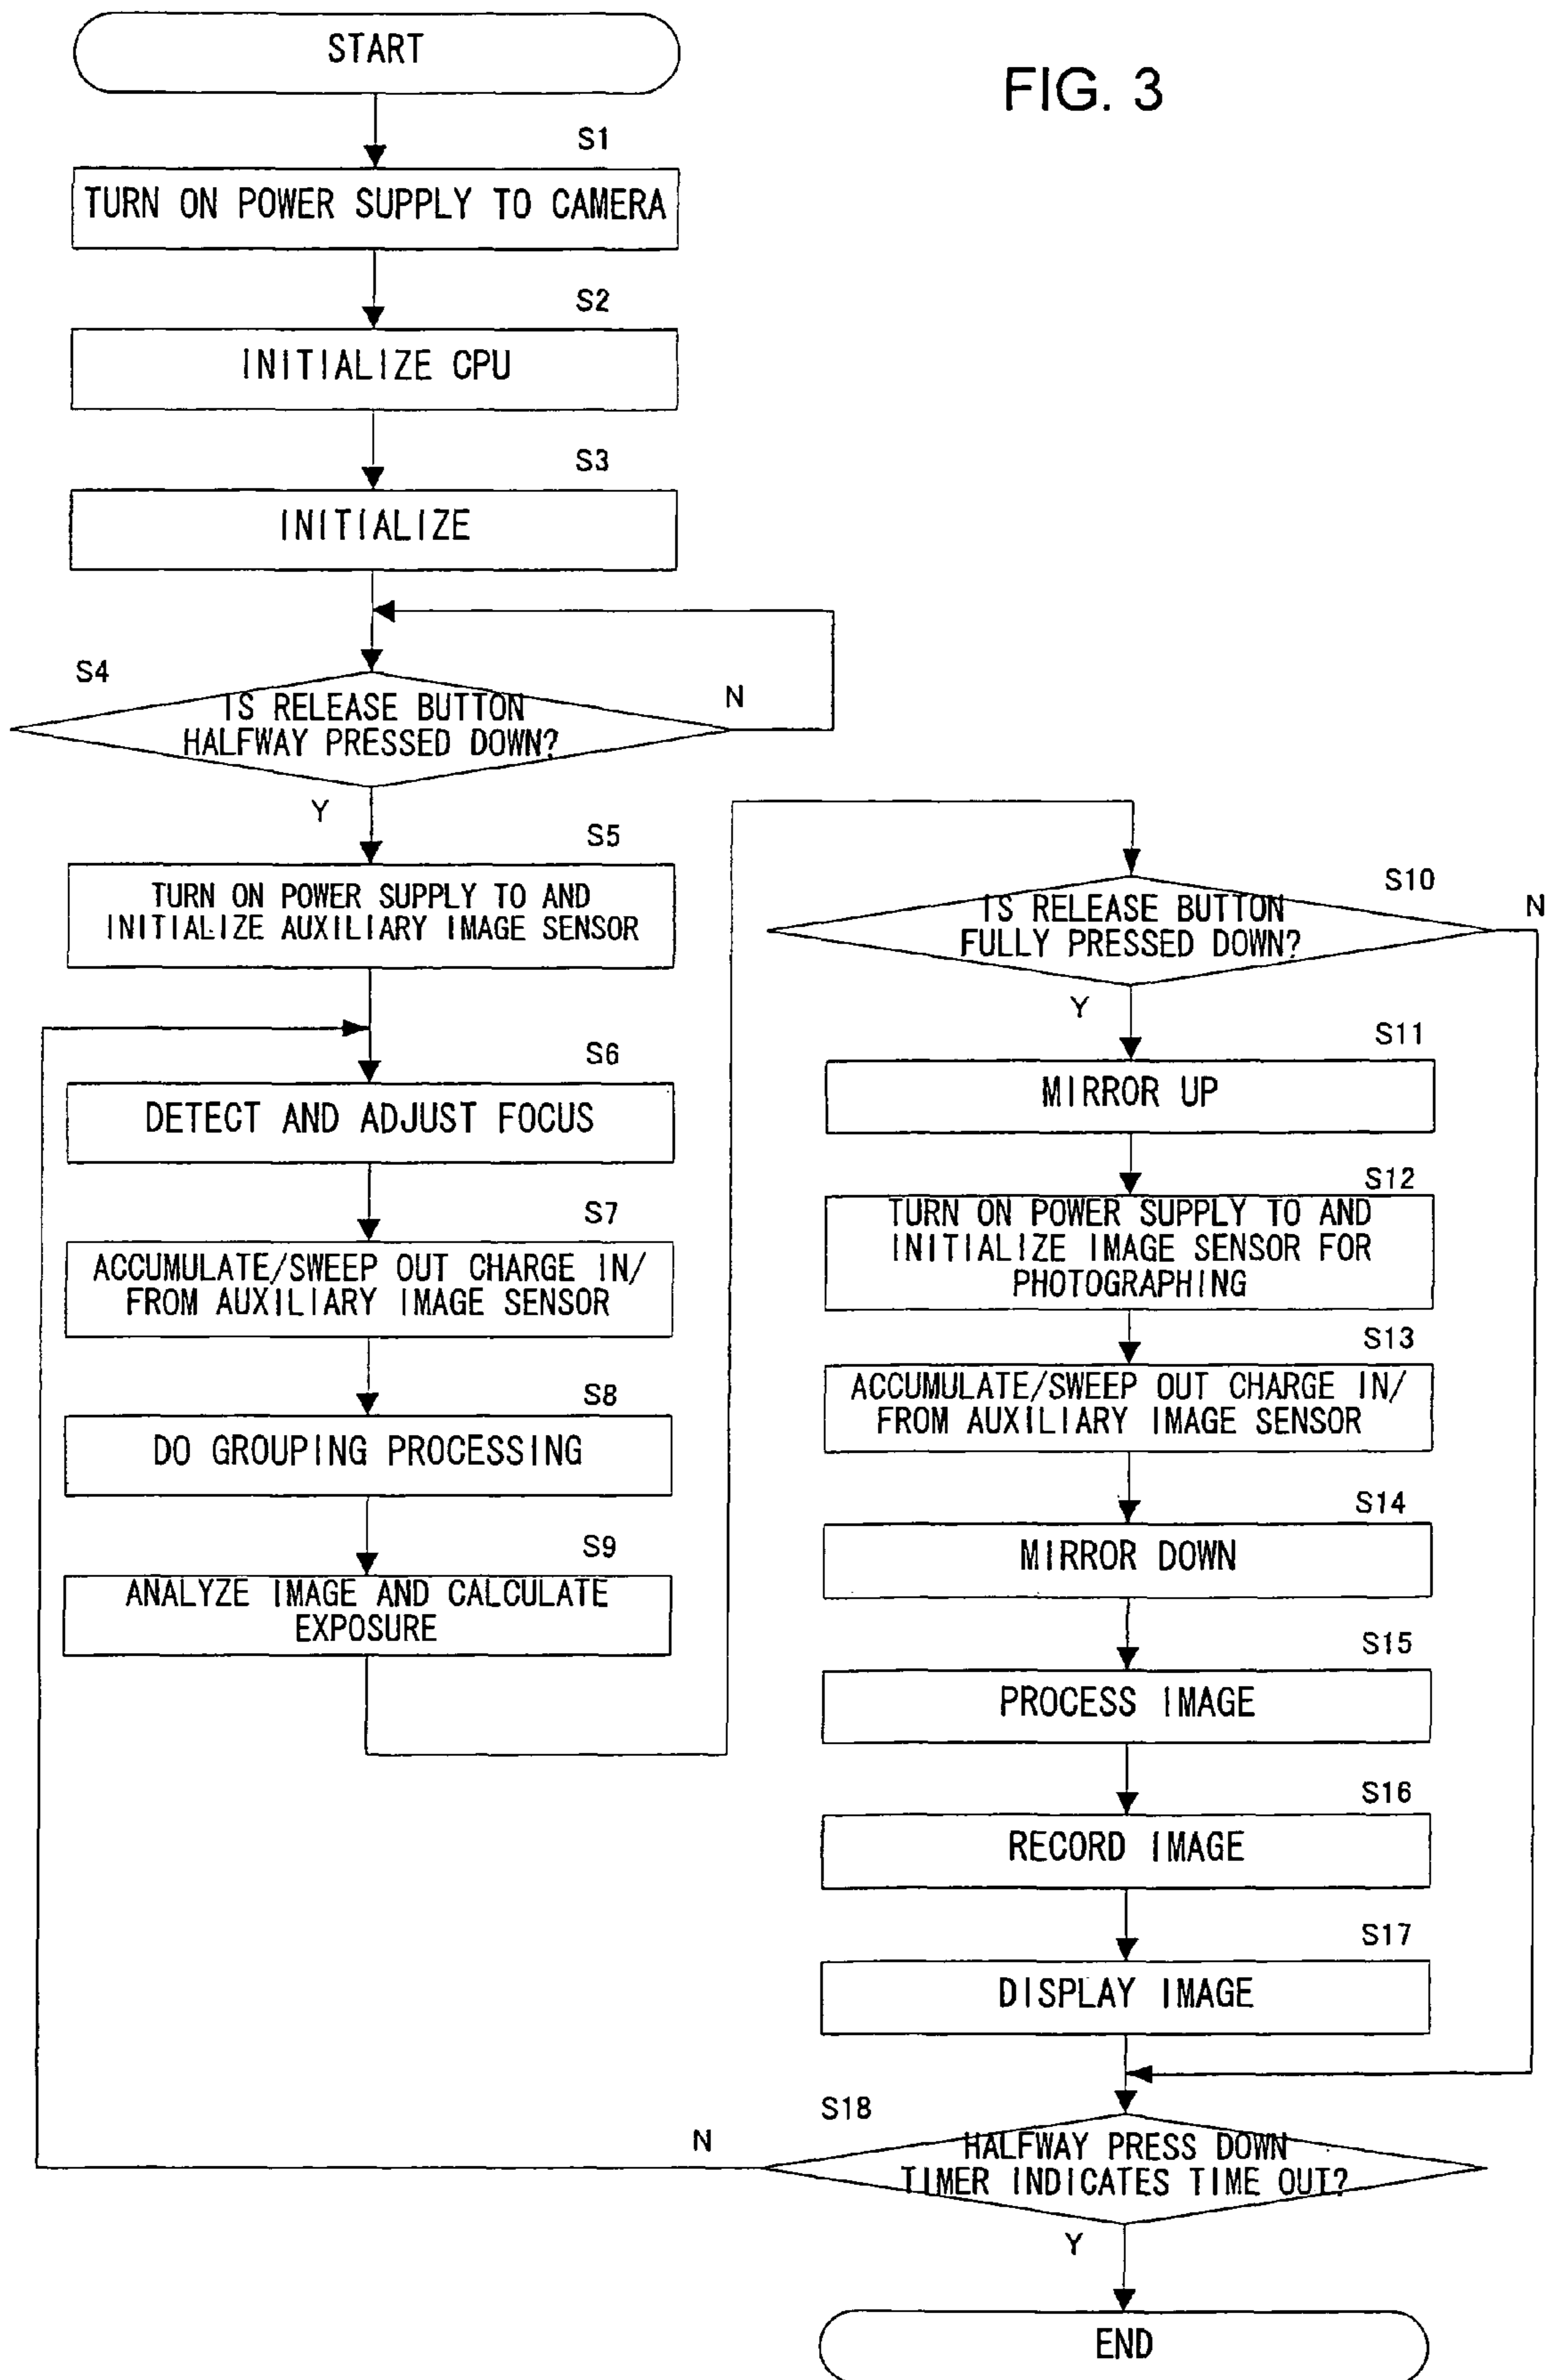 FIG. 3
START
S1
TURN ON POWER SUPPLY TO CAMERA
S2
INITIALIZE CPU
S3
INITIALIZE
S4
IS RELEASE BUTTON
HALFWAY PRESSED DOWN?
N
Y
S5
TURN ON POWER SUPPLY TO AND
INITIALIZE AUXILIARY IMAGE SENSOR
S6
DETECT AND ADJUST FOCUS
S7
ACCUMULATE/SWEEP OUT CHARGE IN/
FROM AUXILIARY IMAGE SENSOR
S8
DO GROUPING PROCESSING
S9
ANALYZE IMAGE AND CALCULATE
EXPOSURE
S10
IS RELEASE BUTTON
FULLY PRESSED DOWN?
N
Y
S11
MIRROR UP
S12
TURN ON POWER SUPPLY TO AND
INITIALIZE IMAGE SENSOR FOR
PHOTOGRAPHING
S13
ACCUMULATE/SWEEP OUT CHARGE IN/
FROM AUXILIARY IMAGE SENSOR
S14
MIRROR DOWN
S15
PROCESS IMAGE
S16
RECORD IMAGE
S17
DISPLAY IMAGE
S18
HALFWAY PRESS DOWN
TIMER INDICATES TIME OUT?
N
Y
END